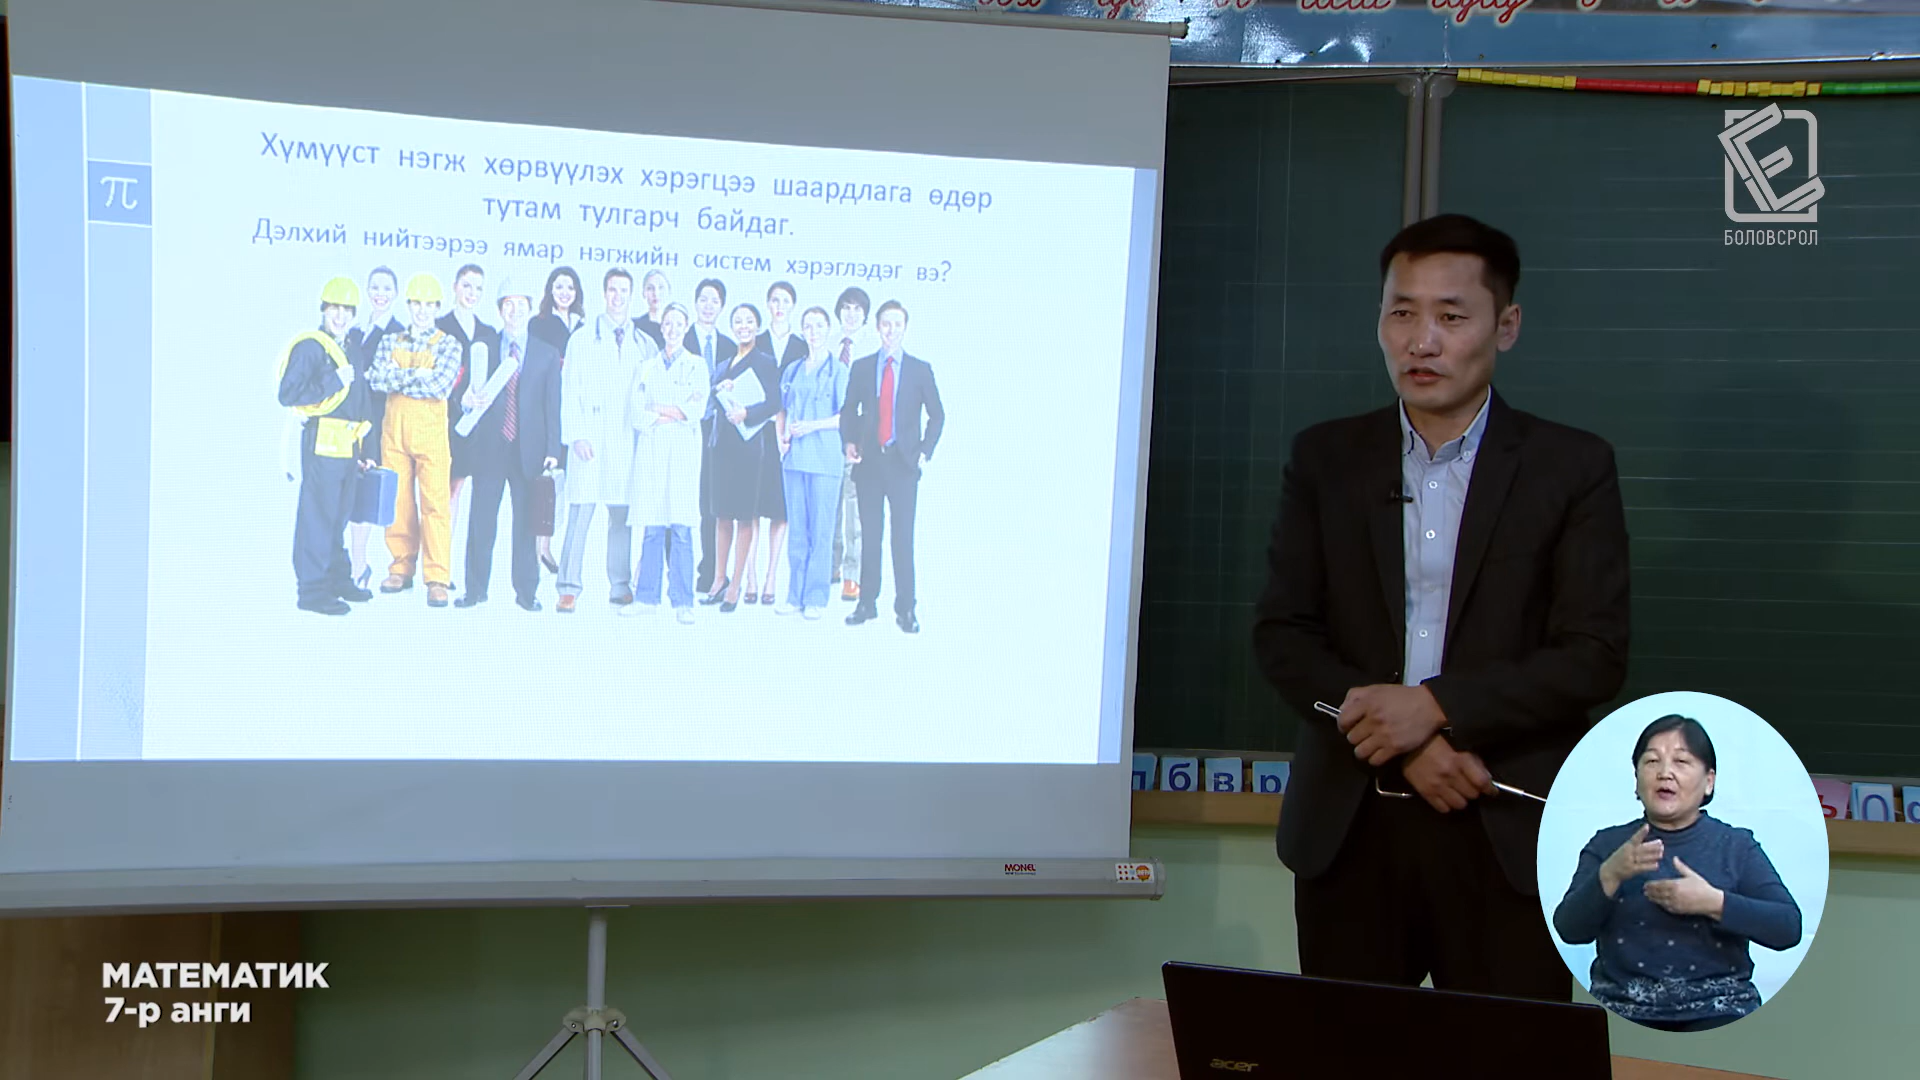 π
Хүмүүст нэгж хөрвүүлэх хэрэгцээ шаардлага өдөр
тутам тулгарч байдаг.
Дэлхий нийтээрээ ямар нэгжийн систем хэрэглэдэг вэ?
БОЛОВСРОЛ
б в р
MONEL
МАТЕМАТИК
7-р анги
acer